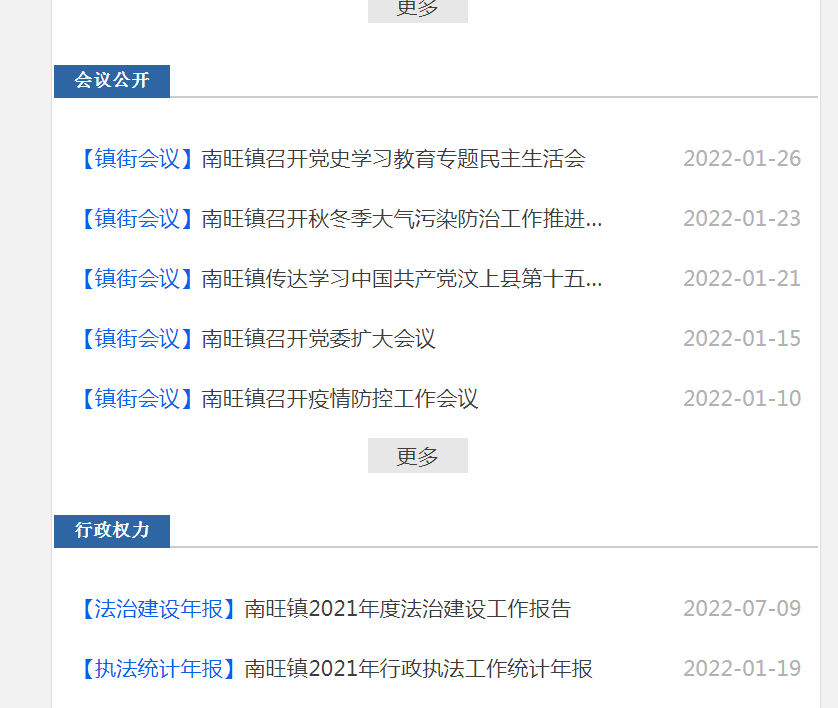 更多
会议公开
【镇街会议】南旺镇召开党史学习教育专题民主生活会 2022-01-26
【镇街会议】南旺镇召开秋冬季大气污染防治工作推进... 2022-01-23
【镇街会议】南旺镇传达学习中国共产党汶上县第十五... 2022-01-21
【镇街会议】南旺镇召开党委扩大会议 2022-01-15
【镇街会议】南旺镇召开疫情防控工作会议 2022-01-10
更多
行政权力
【法治建设年报】南旺镇2021年度法治建设工作报告 2022-07-09
【执法统计年报】南旺镇2021年行政执法工作统计年报 2022-01-19